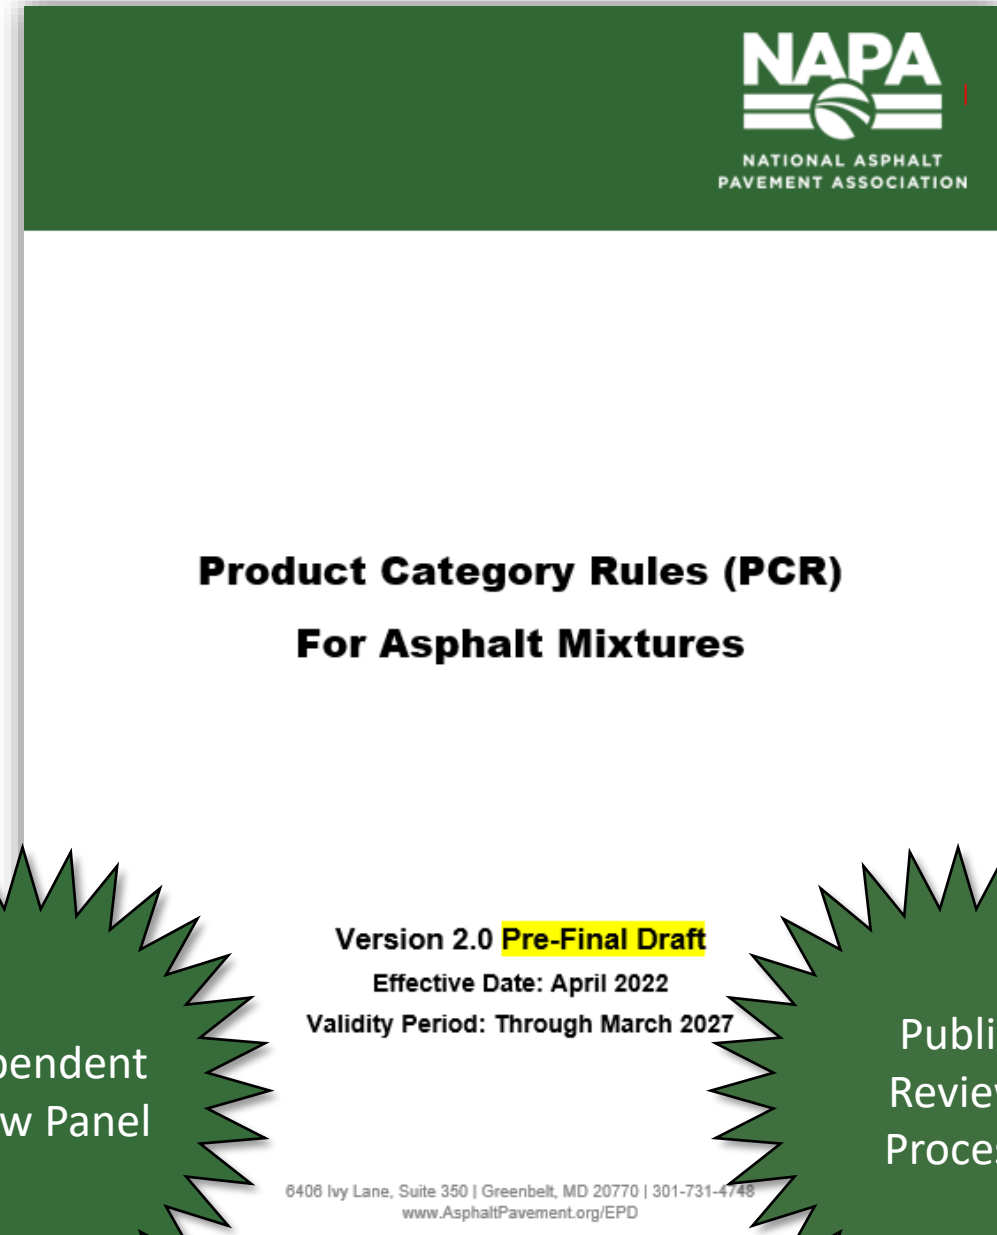 NAPA
NATIONAL ASPHALT
PAVEMENT ASSOCIATION
Product Category Rules (PCR)
For Asphalt Mixtures
Version 2.0 Pre-Final Draft
Effective Date: April 2022
Validity Period: Through March 2027
pendent
w Panel
Publi
Review
Proces
6406 Ivy Lane, Suite 350 | Greenbelt, MD 20770 | 301-731-4748
www.AsphaltPavement.org/EPD